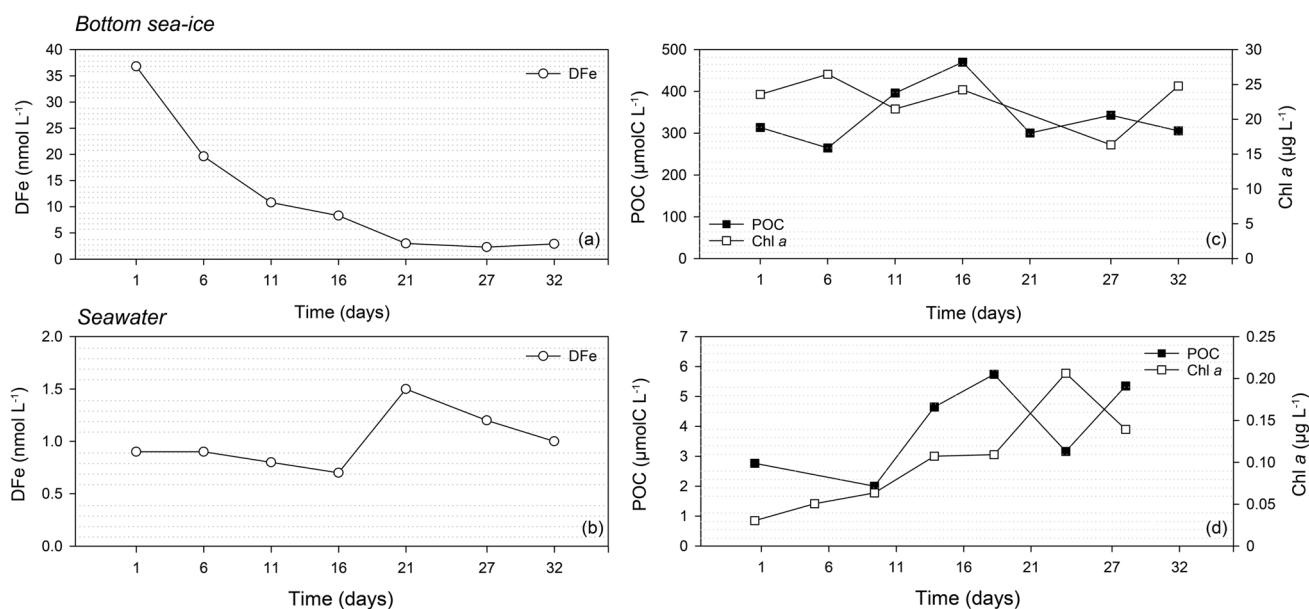 Bottom sea-ice
40
35
30
25
20
15
10
5
0
DFe (nmol L-1)
DFe
(a)
1 6 11 16 21 27 32
Time (days)
500
400
300
200
100
0
POC (µmolC L-1)
30
25
20
15
10
5
0
Chl a (µg L-1)
POC
Chl a
(c)
1 6 11 16 21 27 32
Time (days)
Seawater
2.0
1.5
1.0
0.5
0.0
DFe (nmol L-1)
DFe
(b)
1 6 11 16 21 27 32
Time (days)
7
6
5
4
3
2
1
0
POC (µmolC L-1)
0.25
0.20
0.15
0.10
0.05
0.00
Chl a (µg L-1)
POC
Chl a
(d)
1 6 11 16 21 27 32
Time (days)